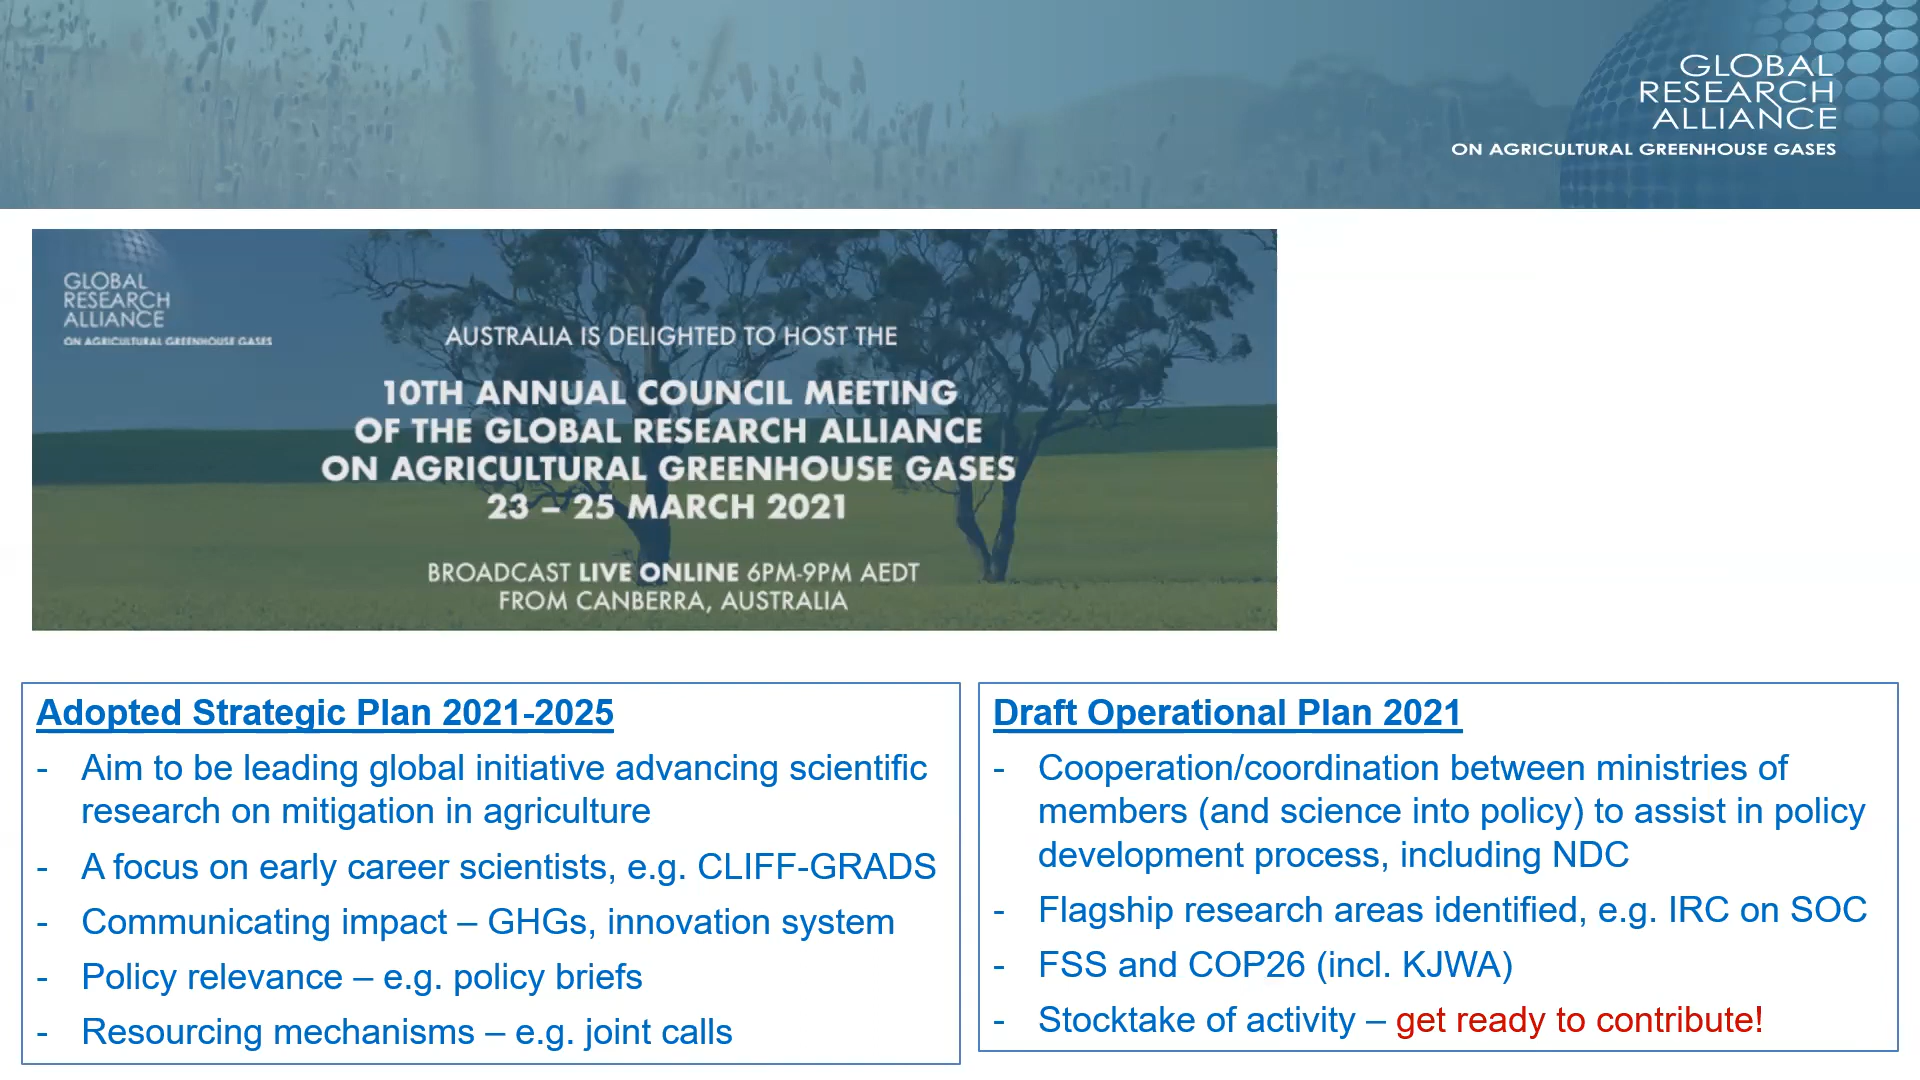 GLOBAL
RESEARCH
ALLIANCE
ON AGRICULTURAL GREENHOUSE GASES
GLOBAL
RESEARCH
ALLIANCE
ON AGRICULTURAL GREENHOUSE GASES
AUSTRALIA IS DELIGHTED TO HOST THE
10TH ANNUAL COUNCIL MEETING
OF THE GLOBAL RESEARCH ALLIANCE
ON AGRICULTURAL GREENHOUSE GASES
23 – 25 MARCH 2021
BROADCAST LIVE ONLINE 6PM-9PM AEDT
FROM CANBERRA, AUSTRALIA
Adopted Strategic Plan 2021-2025
- Aim to be leading global initiative advancing scientific
research on mitigation in agriculture
- A focus on early career scientists, e.g. CLIFF-GRADS
- Communicating impact – GHGs, innovation system
- Policy relevance – e.g. policy briefs
- Resourcing mechanisms – e.g. joint calls
Draft Operational Plan 2021
- Cooperation/coordination between ministries of
members (and science into policy) to assist in policy
development process, including NDC
- Flagship research areas identified, e.g. IRC on SOC
- FSS and COP26 (incl. KJWA)
- Stocktake of activity – get ready to contribute!